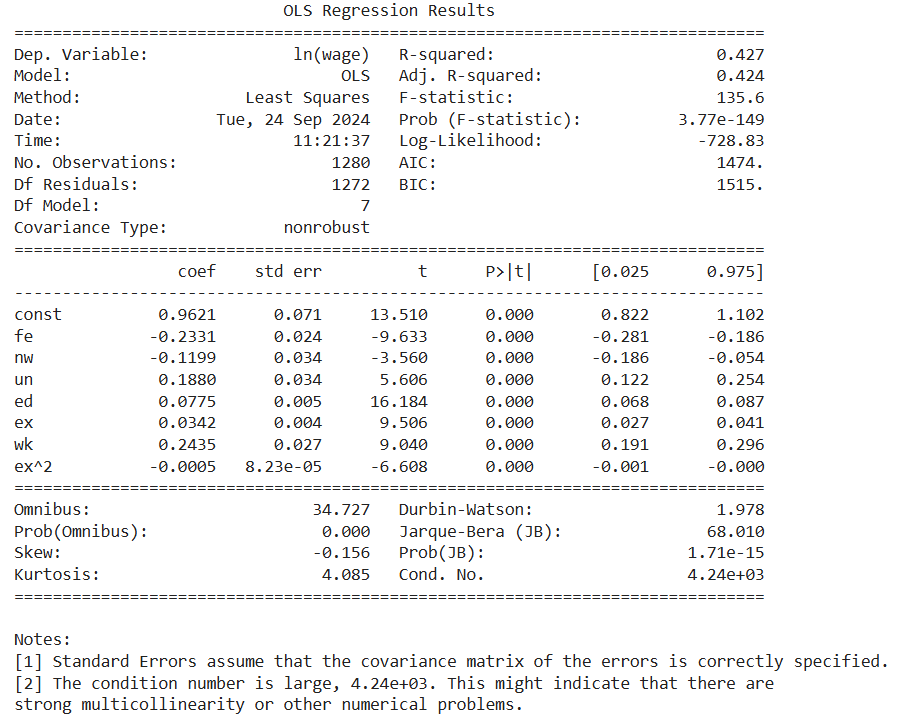 OLS Regression Results
==============================================================================
Dep. Variable:               ln(wage)   R-squared:                       0.427
Model:                            OLS   Adj. R-squared:                  0.424
Method:                 Least Squares   F-statistic:                     135.6
Date:                Tue, 24 Sep 2024   Prob (F-statistic):          3.77e-149
Time:                        11:21:37   Log-Likelihood:                -728.83
No. Observations:                1280   AIC:                             1474.
Df Residuals:                    1272   BIC:                             1515.
Df Model:                           7
Covariance Type:            nonrobust
==============================================================================
                 coef    std err          t      P>|t|      [0.025      0.975]
------------------------------------------------------------------------------
const          0.9621      0.071     13.510      0.000       0.822       1.102
fe            -0.2331      0.024     -9.633      0.000      -0.281      -0.186
nw            -0.1199      0.034     -3.560      0.000      -0.186      -0.054
un             0.1880      0.034      5.606      0.000       0.122       0.254
ed             0.0775      0.005     16.184      0.000       0.068       0.087
ex             0.0342      0.004      9.506      0.000       0.027       0.041
wk             0.2435      0.027      9.040      0.000       0.191       0.296
ex^2          -0.0005   8.23e-05     -6.608      0.000      -0.001      -0.000
==============================================================================
Omnibus:                       34.727   Durbin-Watson:                   1.978
Prob(Omnibus):                  0.000   Jarque-Bera (JB):               68.010
Skew:                          -0.156   Prob(JB):                     1.71e-15
Kurtosis:                       4.085   Cond. No.                     4.24e+03
==============================================================================

Notes:
[1] Standard Errors assume that the covariance matrix of the errors is correctly specified.
[2] The condition number is large, 4.24e+03. This might indicate that there are
strong multicollinearity or other numerical problems.